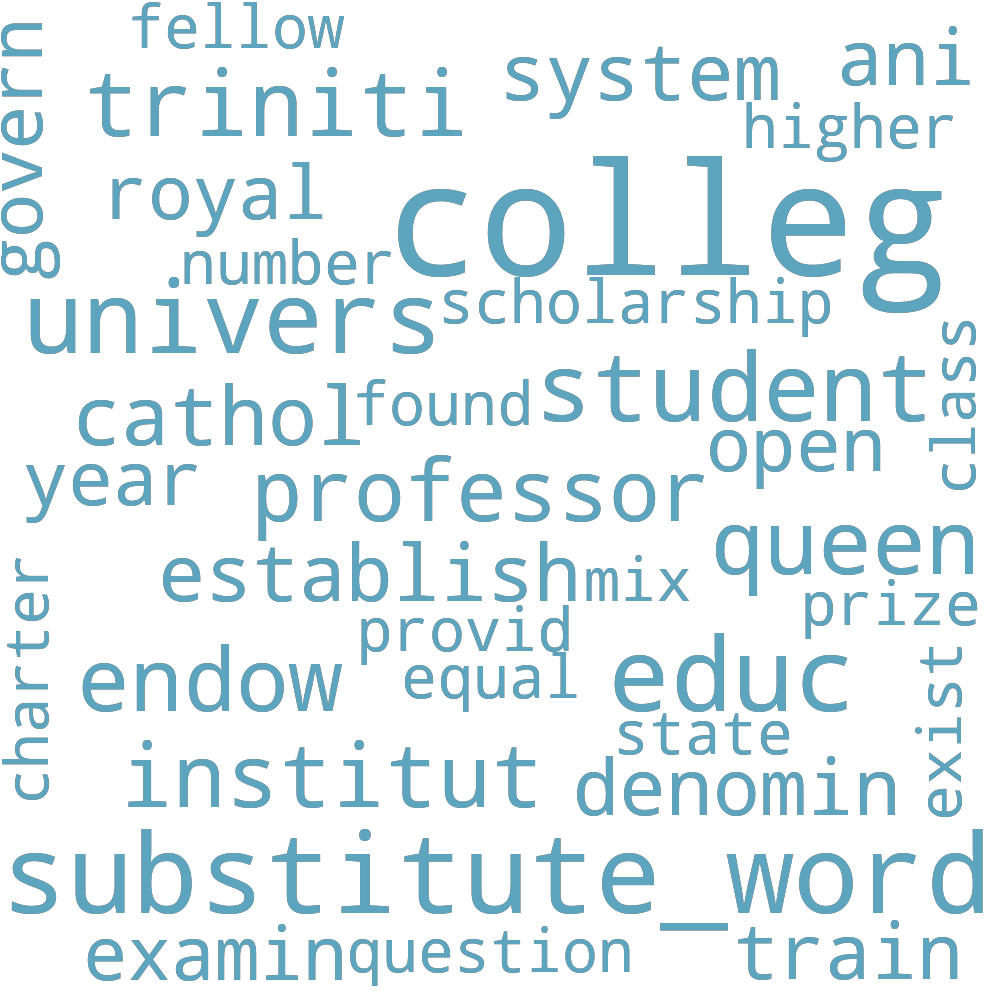 fellow
govern
triniti
system
ani
higher
royal
colleg
number
univers
scholarship
class
student
cathol
found
open
year
professor
queen
establish
mix
prize
charter
provid
equal
endow
educ
exist
state
institut
denomin
substitute_word
examin
question
train